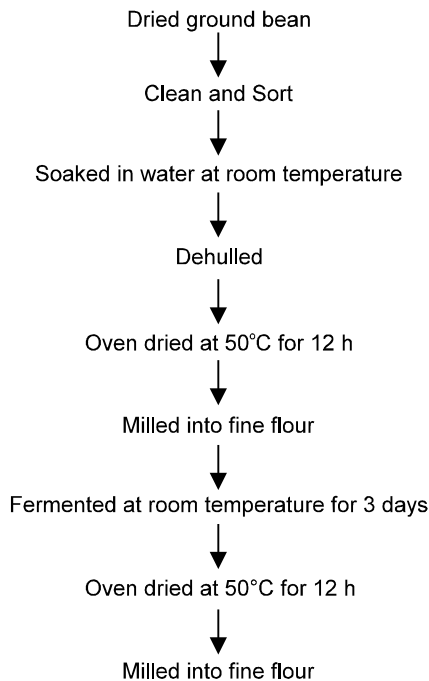 Dried ground bean
Clean and Sort
Soaked in water at room temperature
Dehulled
Oven dried at 50°C for 12 h
Milled into fine flour
Fermented at room temperature for 3 days
Oven dried at 50°C for 12 h
Milled into fine flour